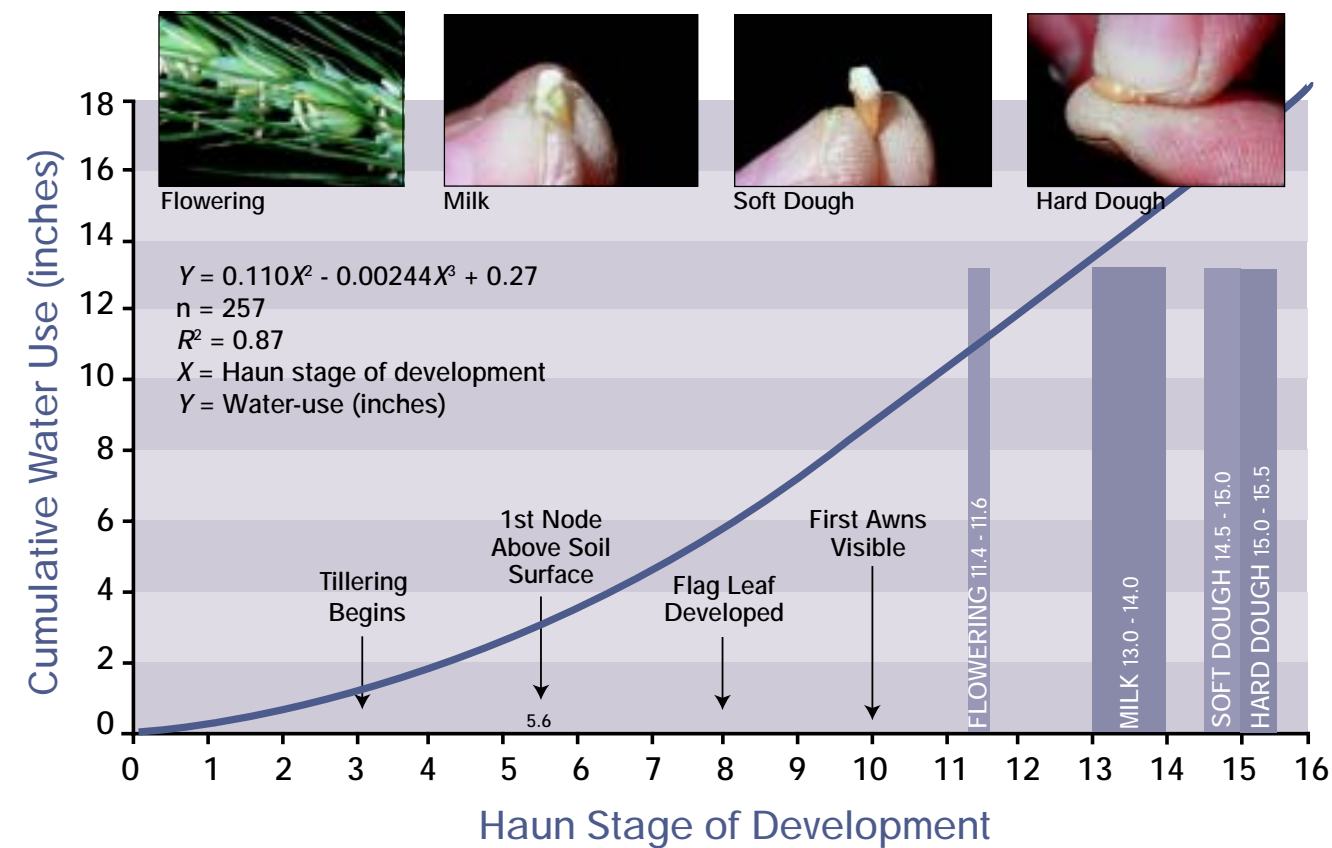 Flowering
Milk
Soft Dough
Hard Dough
Cumulative Water Use (inches)
18
16
14
12
10
8
6
4
2
0
Y = 0.110X² - 0.00244X³ + 0.27
n = 257
R² = 0.87
X = Haun stage of development
Y = Water-use (inches)
Tillering
Begins
1st Node
Above Soil
Surface
5.6
Flag Leaf
Developed
First Awns
Visible
FLOWERING 11.4 - 11.6
MILK 13.0 - 14.0
SOFT DOUGH 14.5 - 15.0
HARD DOUGH 15.0 - 15.5
0 1 2 3 4 5 6 7 8 9 10 11 12 13 14 15 16
Haun Stage of Development